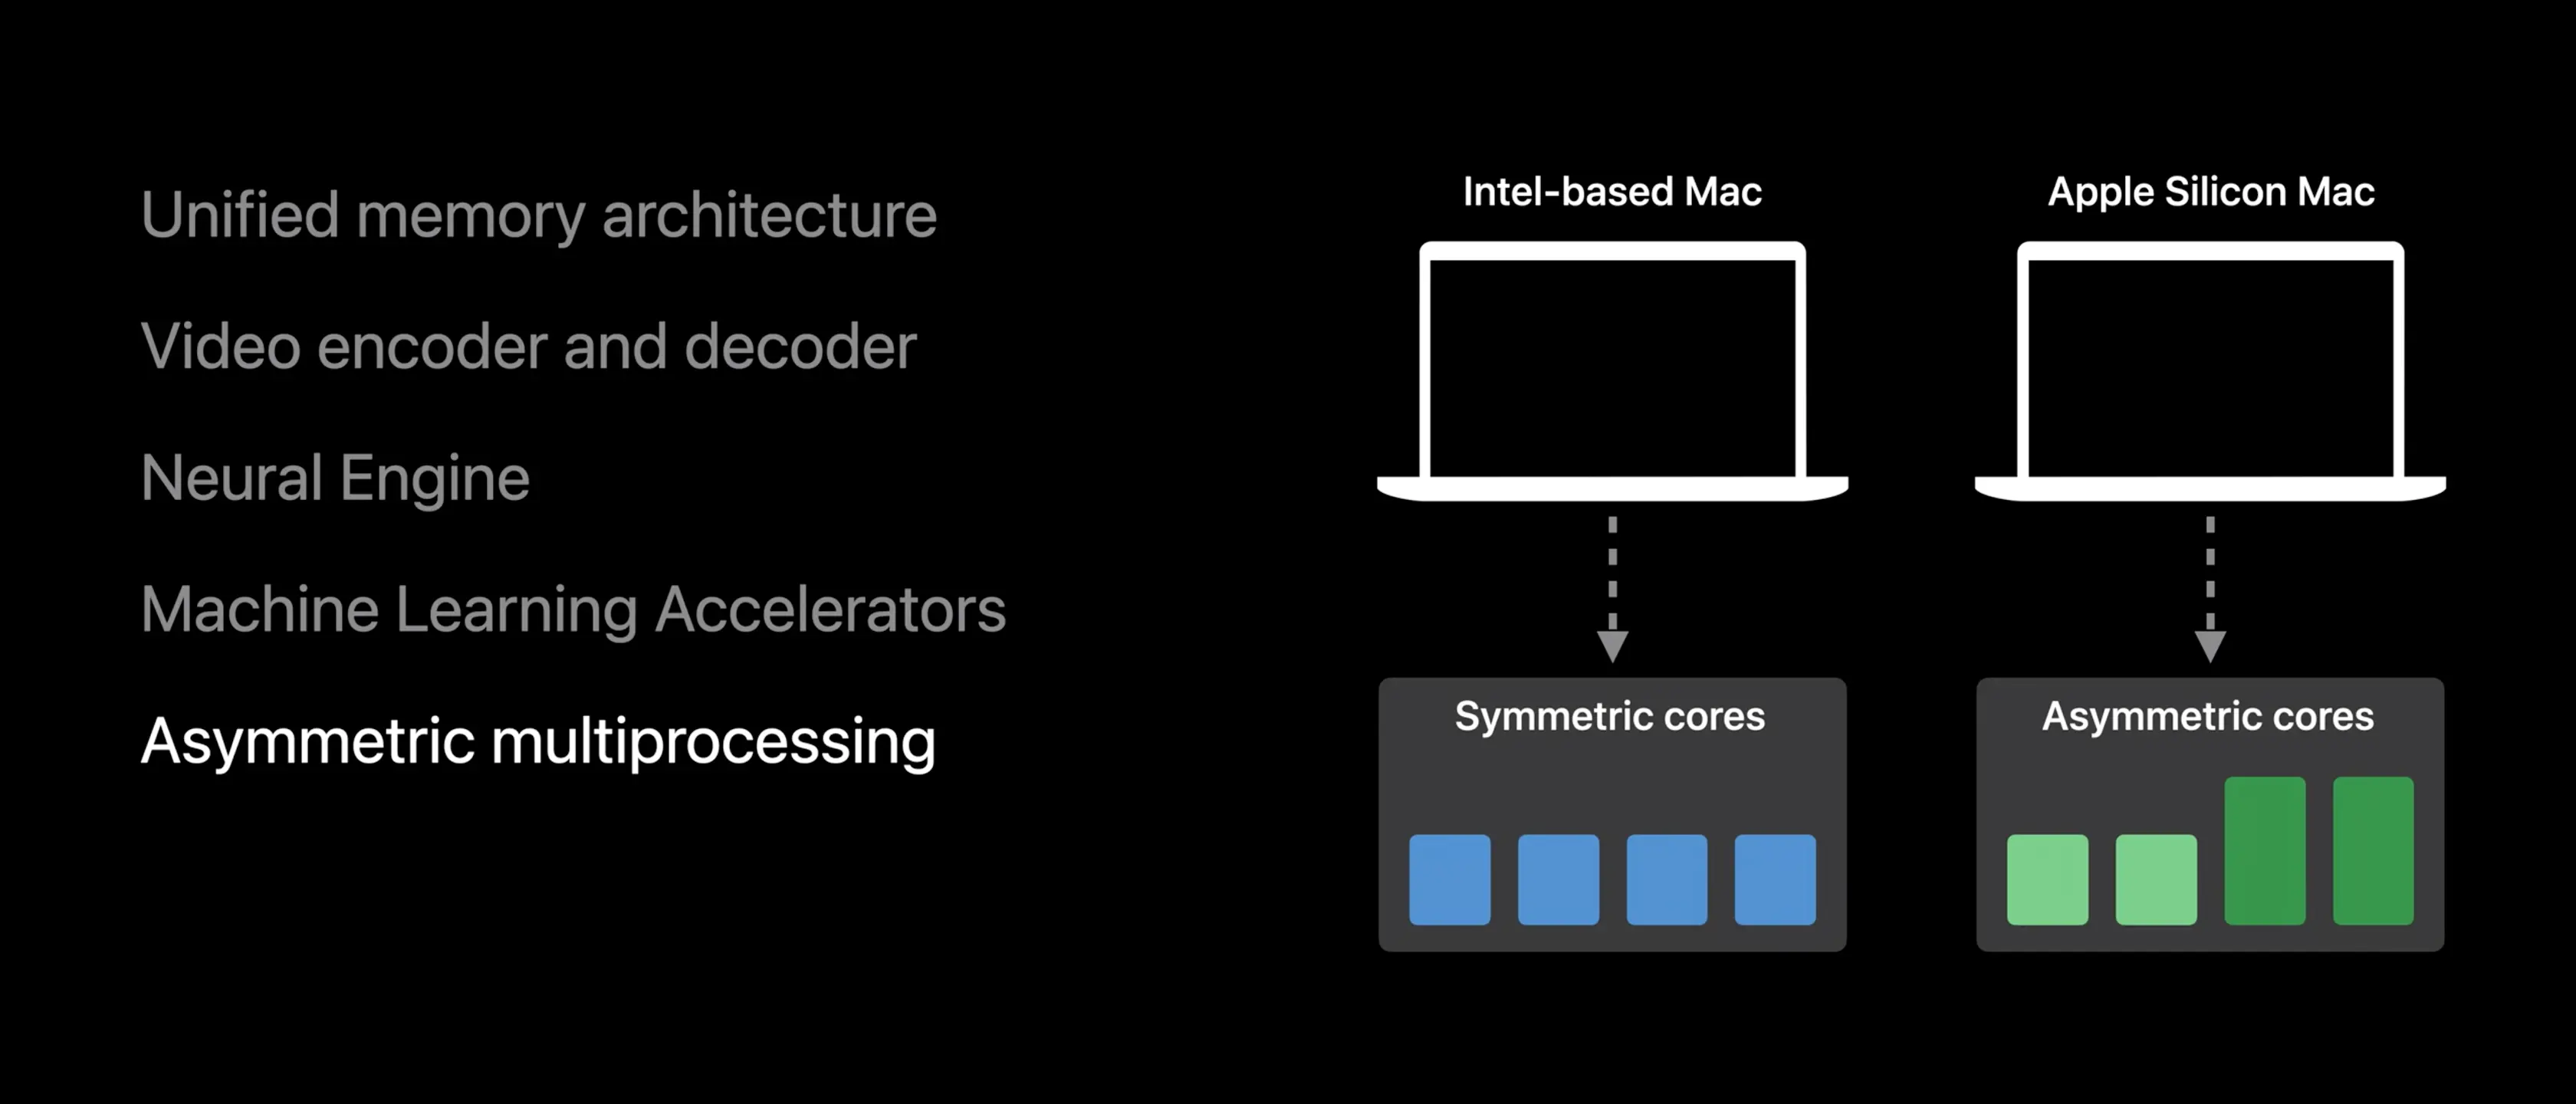 Unified memory architecture
Video encoder and decoder
Neural Engine
Machine Learning Accelerators
Asymmetric multiprocessing
Intel-based Mac
Apple Silicon Mac
Symmetric cores
Asymmetric cores